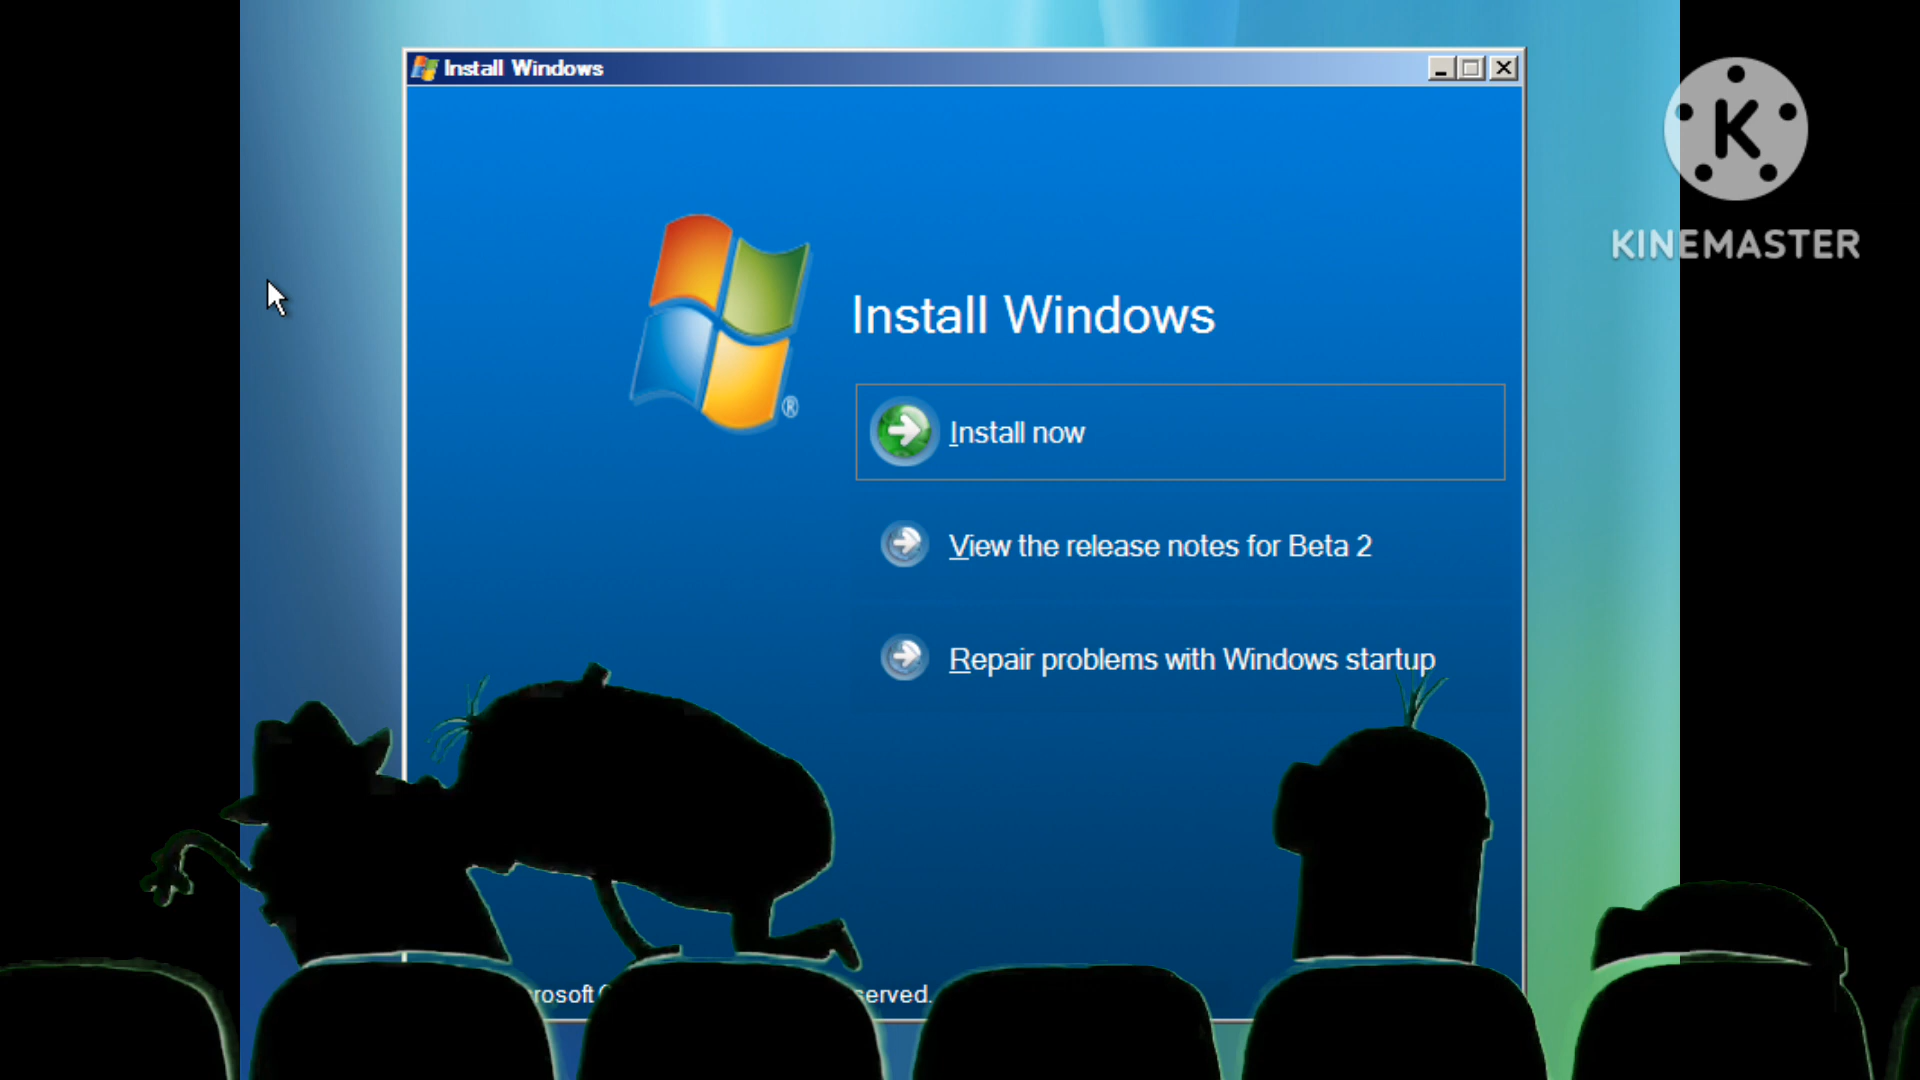 Install Windows
K
KINEMASTER
Install Windows
®
Install now
View the release notes for Beta 2
Repair problems with Windows startup
rosoft
served.